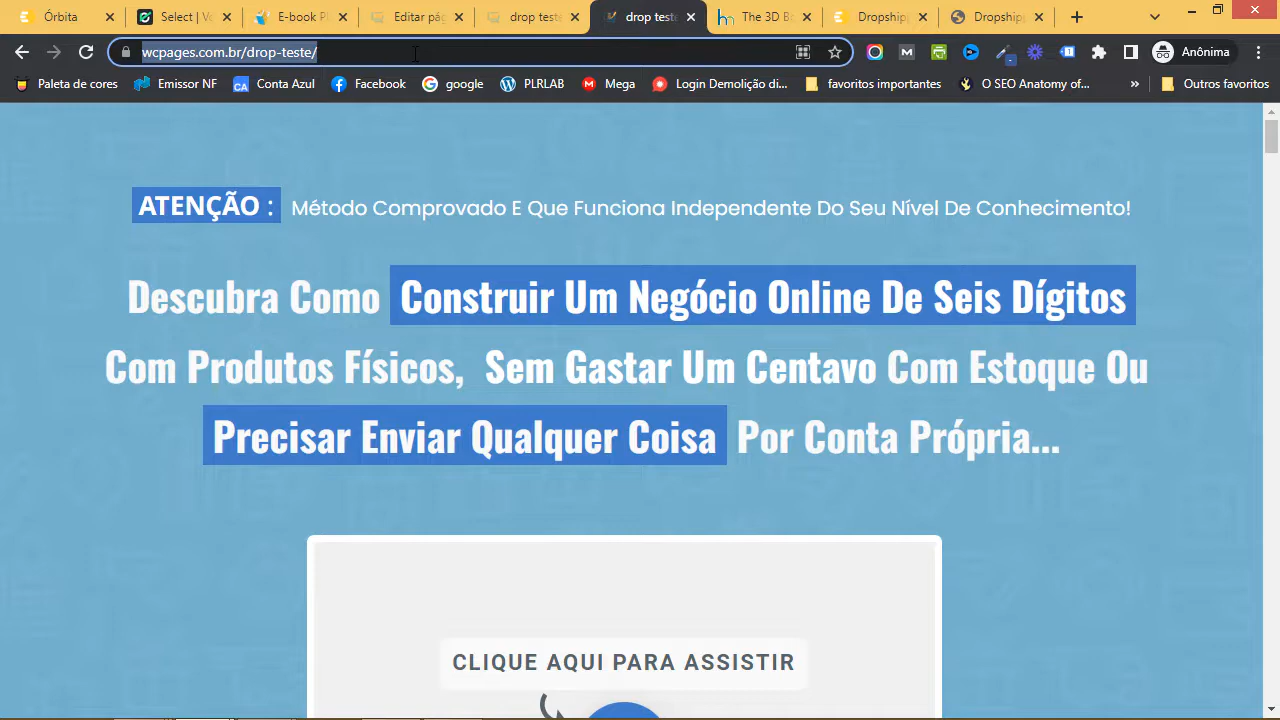 Órbita
Select | Vo
E-book Pl
Editar pág
drop teste
drop teste
The 3D Bo
Dropshipp
Dropshipp
wcpages.com.br/drop-teste/
Anônima
Paleta de cores
Emissor NF
Conta Azul
Facebook
google
PLRLAB
Mega
Login Demolição di...
favoritos importantes
O SEO Anatomy of...
»
Outros favoritos
ATENÇÃO : Método Comprovado E Que Funciona Independente Do Seu Nível De Conhecimento!
Descubra Como Construir Um Negócio Online De Seis Dígitos
Com Produtos Físicos, Sem Gastar Um Centavo Com Estoque Ou
Precisar Enviar Qualquer Coisa Por Conta Própria...
CLIQUE AQUI PARA ASSISTIR